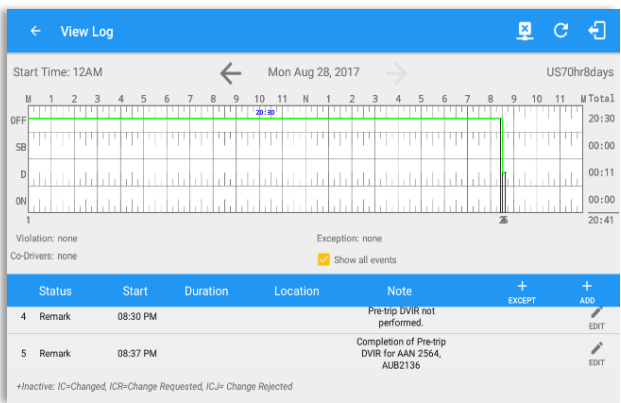 View Log
Start Time: 12AM
Mon Aug 28, 2017
US70hr8days
M 1 2 3 4 5 6 7 8 9 10 11 N 1 2 3 4 5 6 7 8 9 10 11 M Total
20:30
OFF 20:30
SB 00:00
D 00:11
ON 00:00
1 20:41
Violation: none
Exception: none
Co-Drivers: none
Show all events
Status Start Duration Location Note
+ EXCEPT
+ ADD
4 Remark 08:30 PM
Pre-trip DVIR not
performed.
EDIT
5 Remark 08:37 PM
Completion of Pre-trip
DVIR for AAN 2564,
AUB2136
EDIT
+Inactive: IC=Changed, ICR=Change Requested, ICJ= Change Rejected